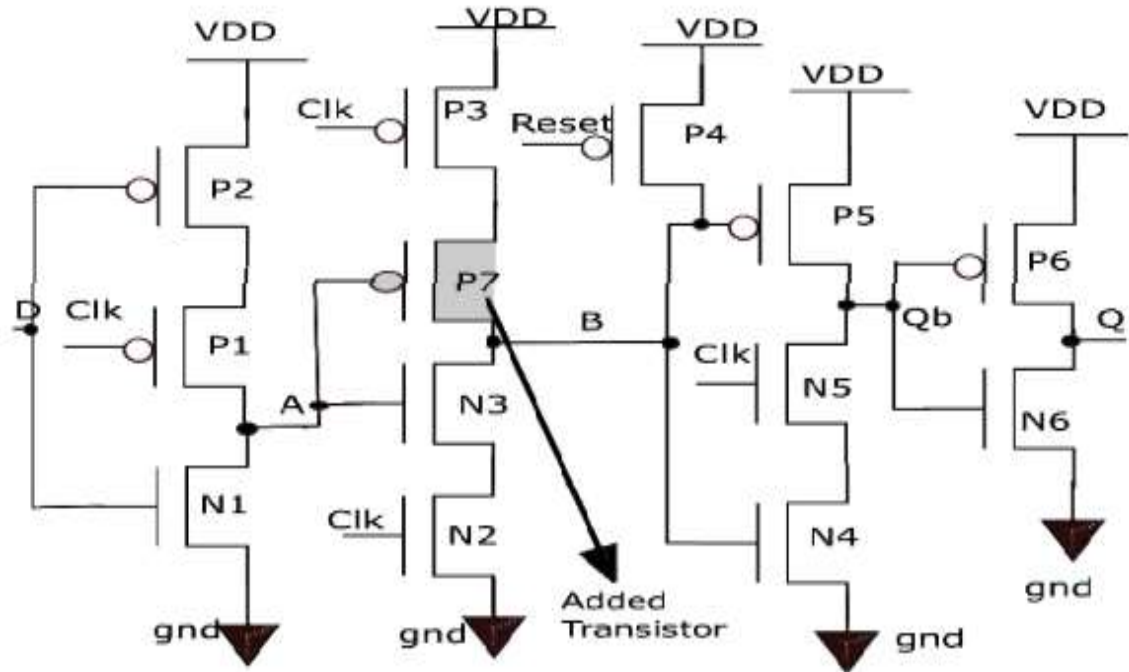 VDD
VDD
VDD
VDD
VDD
Clk
P3
Reset
P4
P2
P5
P6
P7
D
Clk
P1
B
Qb
Q
A
N3
Clk
N5
N6
N1
Clk
N2
N4
Added
Transistor
gnd
gnd
gnd
gnd